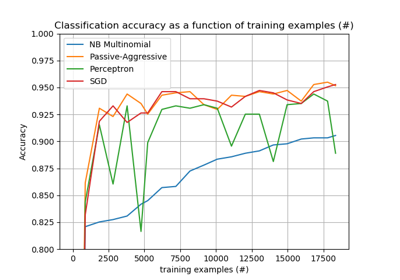 Classification accuracy as a function of training examples (#)
NB Multinomial
Passive-Aggressive
Perceptron
SGD
Accuracy
1.000
0.975
0.950
0.925
0.900
0.875
0.850
0.825
0.800
0 2500 5000 7500 10000 12500 15000 17500
training examples (#)